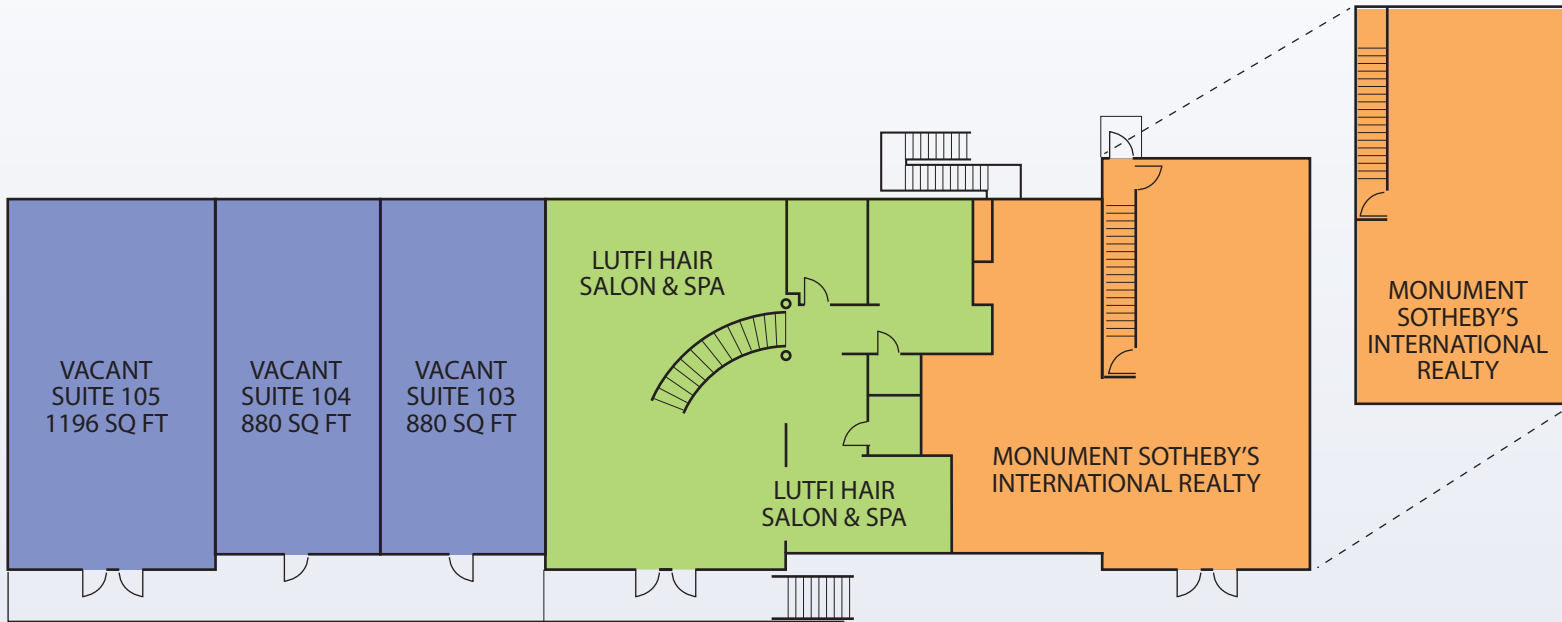 VACANT
SUITE 105
1196 SQ FT
VACANT
SUITE 104
880 SQ FT
VACANT
SUITE 103
880 SQ FT
LUTFI HAIR
SALON & SPA
LUTFI HAIR
SALON & SPA
MONUMENT SOTHEBY'S
INTERNATIONAL REALTY
MONUMENT
SOTHEBY'S
INTERNATIONAL
REALTY